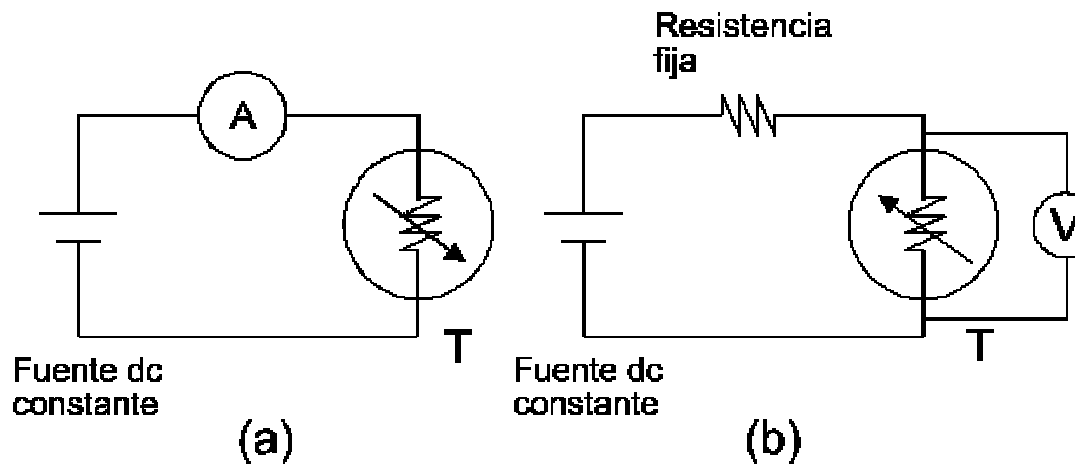 Resistencia
fija
A
V
T
T
Fuente dc
constante
Fuente dc
constante
(a)
(b)